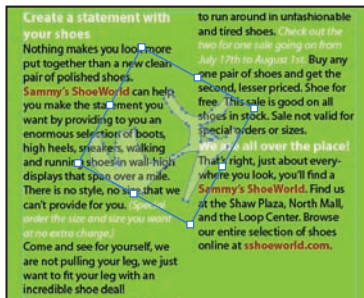 Create a statement with
your shoes
Nothing makes you look more
put together than a new clean
pair of polished shoes.
Sammy's ShoeWorld can help
you make the statement you
want by providing to you an
enormous selection of boots,
high heels, sneakers, walking
and running shoes in wall-high
displays that span over a mile.
There is no style, no size that we
can't provide for you. (Special
order the size and size you want
at no extra charge.)
Come and see for yourself, we
are not pulling your leg, we just
want to fit your leg with an
incredible shoe deal!
to run around in unfashionable
and tired shoes. Check out the
two for one sale going on from
July 17th to August 1st. Buy any
one pair of shoes and get the
second, lesser priced. Shoe for
free. This sale is good on all
shoes in stock. Sale not valid for
special orders or sizes.
We are all over the place!
That's right, just about every-
where you look, you'll find a
Sammy's ShoeWorld. Find us
at the Shaw Plaza, North Mall,
and the Loop Center. Browse
our entire selection of shoes
online at sshoeworld.com.